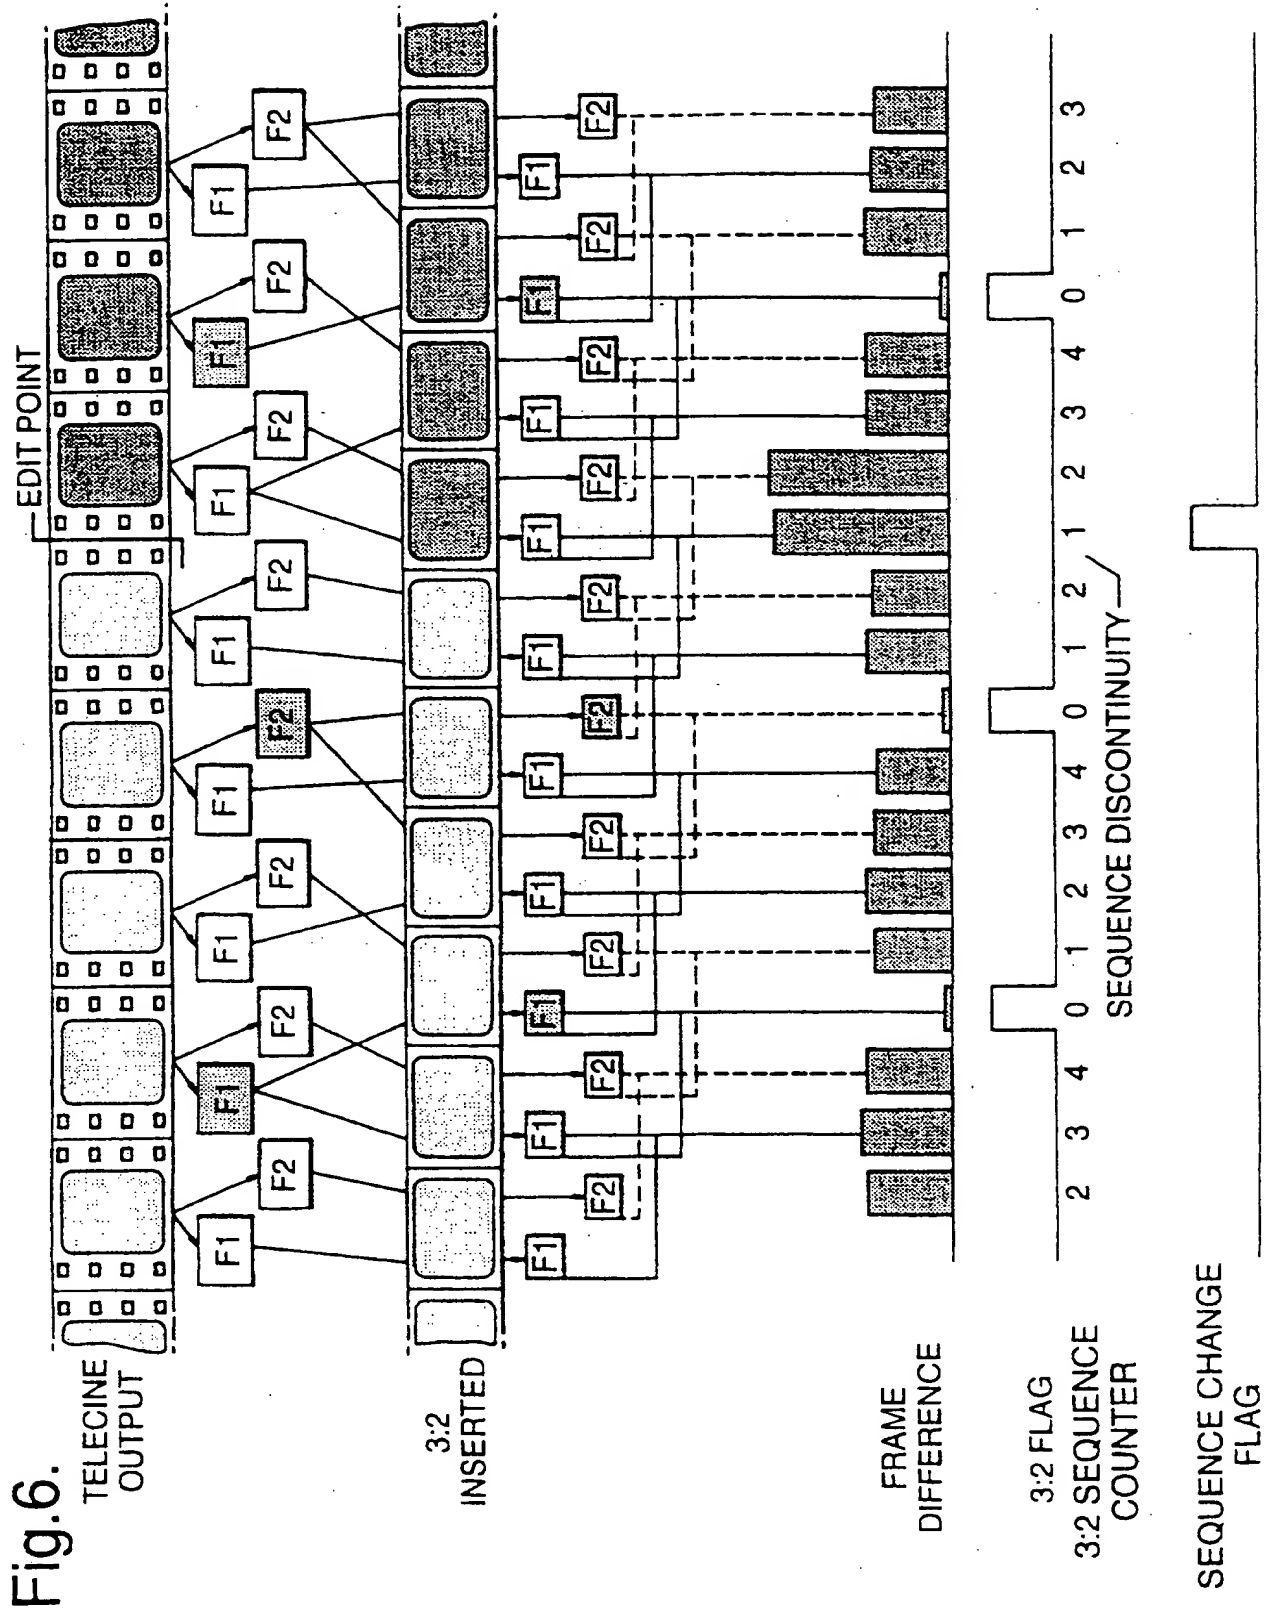 Fig.6.
EDIT POINT
TELECINE
OUTPUT
F1 F1 F1 F1 F1 F1 F1 F1
F2 F2 F2 F2 F2 F2 F2 F2
3:2
INSERTED
F1 F1 F1 F1 F1 F1 F1 F1 F1 F1
F2 F2 F2 F2 F2 F2 F2 F2 F2 F2
FRAME
DIFFERENCE
3:2 FLAG
3:2 SEQUENCE
COUNTER
2 3 4 0 1 2 3 4 0 1 2 1 2 3 4 0 1 2 3
SEQUENCE DISCONTINUITY
SEQUENCE CHANGE
FLAG